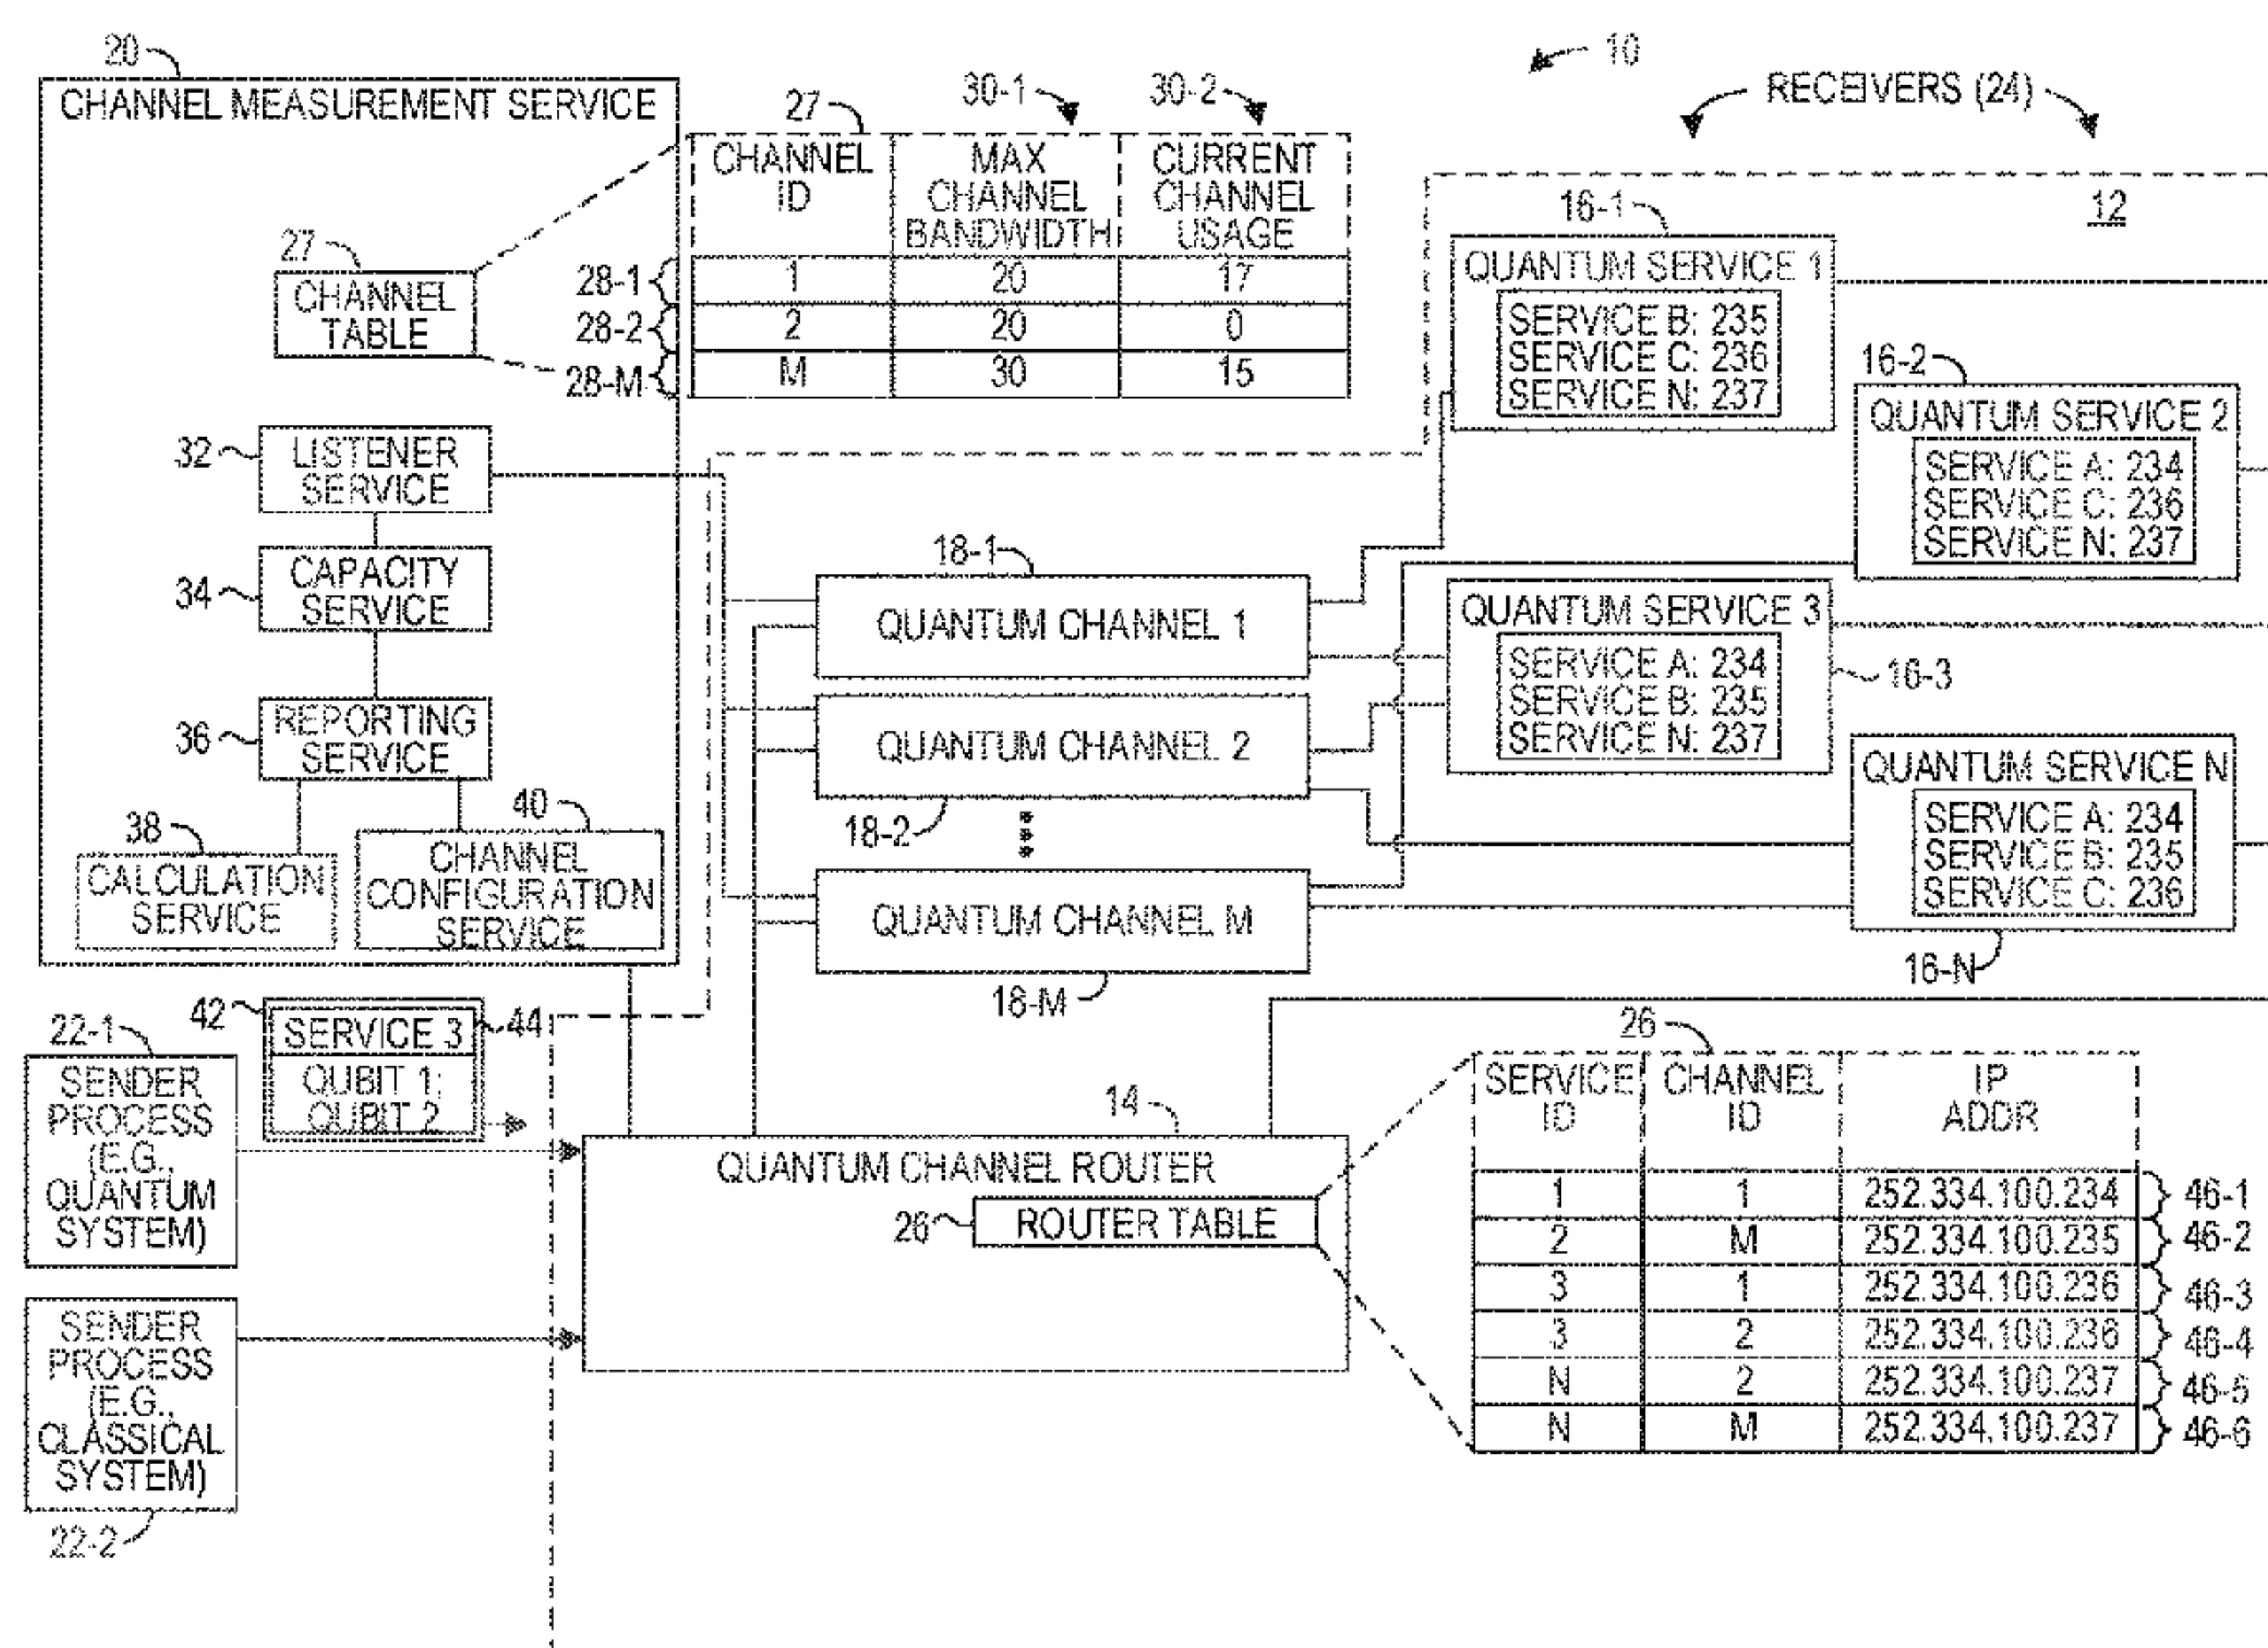 10
RECEIVERS (24)
12
20
CHANNEL MEASUREMENT SERVICE
27
CHANNEL
TABLE
27
30-1
30-2
CHANNEL
ID
MAX
CHANNEL
BANDWIDTH
CURRENT
CHANNEL
USAGE
28-1
1
20
17
28-2
2
20
0
28-M
M
30
15
32
LISTENER
SERVICE
34
CAPACITY
SERVICE
36
REPORTING
SERVICE
38
CALCULATION
SERVICE
40
CHANNEL
CONFIGURATION
SERVICE
16-1
QUANTUM SERVICE 1
SERVICE B: 235
SERVICE C: 236
SERVICE N: 237
16-2
QUANTUM SERVICE 2
SERVICE A: 234
SERVICE C: 236
SERVICE N: 237
QUANTUM SERVICE 3
SERVICE A: 234
SERVICE B: 235
SERVICE N: 237
16-3
QUANTUM SERVICE N
SERVICE A: 234
SERVICE B: 235
SERVICE C: 236
16-N
18-1
QUANTUM CHANNEL 1
QUANTUM CHANNEL 2
18-2
QUANTUM CHANNEL M
18-M
42
SERVICE 3
44
QUBIT 1;
QUBIT 2
22-1
SENDER
PROCESS
(E.G.,
QUANTUM
SYSTEM)
SENDER
PROCESS
(E.G.,
CLASSICAL
SYSTEM)
22-2
14
QUANTUM CHANNEL ROUTER
26
ROUTER TABLE
26
SERVICE
ID
CHANNEL
ID
IP
ADDR
1
1
252.334.100.234
46-1
2
M
252.334.100.235
46-2
3
1
252.334.100.236
46-3
3
2
252.334.100.236
46-4
N
2
252.334.100.237
46-5
N
M
252.334.100.237
46-6